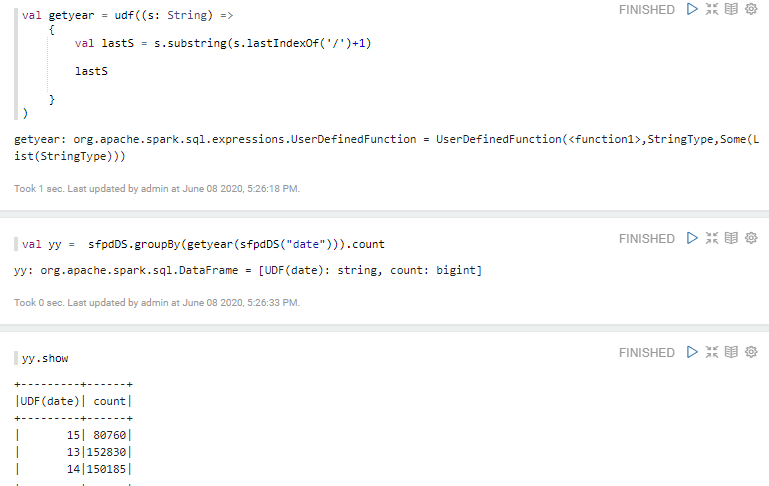 val getyear = udf((s: String) => FINISHED
{
val lastS = s.substring(s.lastIndexOf('/')+1)
lastS
}
)
getyear: org.apache.spark.sql.expressions.UserDefinedFunction = UserDefinedFunction(<function1>,StringType,Some(L
ist(StringType)))
Took 1 sec. Last updated by admin at June 08 2020, 5:26:18 PM.
val yy =  sfpdDS.groupBy(getyear(sfpdDS("date"))).count FINISHED
yy: org.apache.spark.sql.DataFrame = [UDF(date): string, count: bigint]
Took 0 sec. Last updated by admin at June 08 2020, 5:26:33 PM.
yy.show FINISHED
+---------+------+
|UDF(date)| count|
+---------+------+
|       15| 80760|
|       13|152830|
|       14|150185|